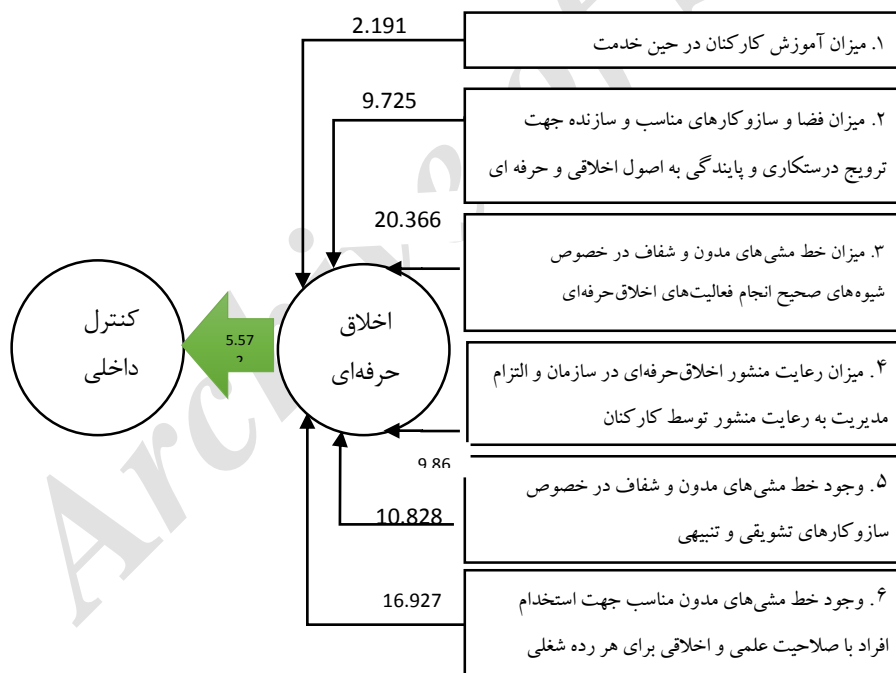 2.191
۱. میزان آموزش کارکنان در حین خدمت
9.725
۲. میزان فضا و سازوکارهای مناسب و سازنده جهت
ترویج درستکاری و پایندگی به اصول اخلاقی و حرفه ای
20.366
۳. میزان خط مشی‌های مدون و شفاف در خصوص
شیوه‌های صحیح انجام فعالیت‌های اخلاق‌حرفه‌ای
کنترل
داخلی
5.57
اخلاق
حرفه‌ای
۴. میزان رعایت منشور اخلاق‌حرفه‌ای در سازمان و التزام
مدیریت به رعایت منشور توسط کارکنان
9.86
۵. وجود خط مشی‌های مدون و شفاف در خصوص
سازوکارهای تشویقی و تنبیهی
10.828
16.927
۶. وجود خط مشی‌های مدون مناسب جهت استخدام
افراد با صلاحیت علمی و اخلاقی برای هر رده شغلی